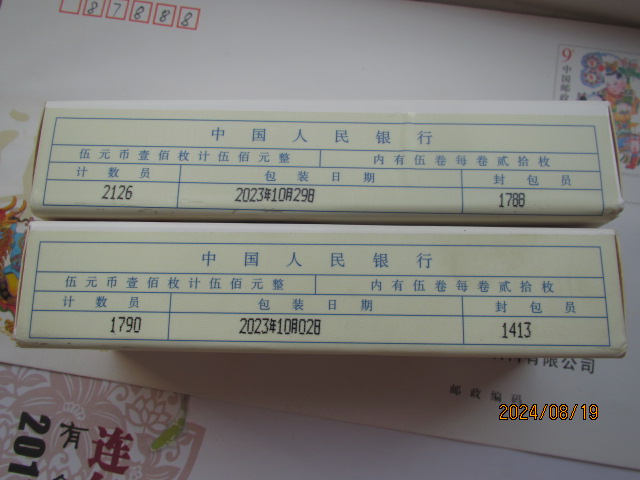 87888
9
中国邮政
中国人民银行
伍元币壹佰枚计伍佰元整 内有伍卷每卷贰拾枚
计数员 包装日期 封包员
2126 2023年10月29日 1788
中国人民银行
伍元币壹佰枚计伍佰元整 内有伍卷每卷贰拾枚
计数员 包装日期 封包员
1790 2023年10月02日 1413
有限公司
邮政编码
2024/08/19
连
有
201